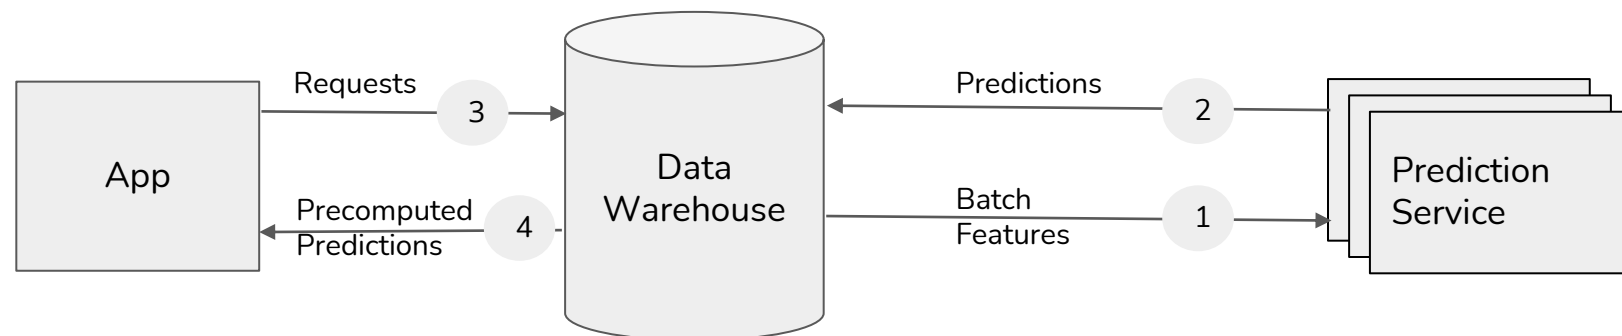 Requests
3
App
Precomputed
Predictions
4
Data
Warehouse
Predictions
2
Batch
Features
1
Prediction
Service